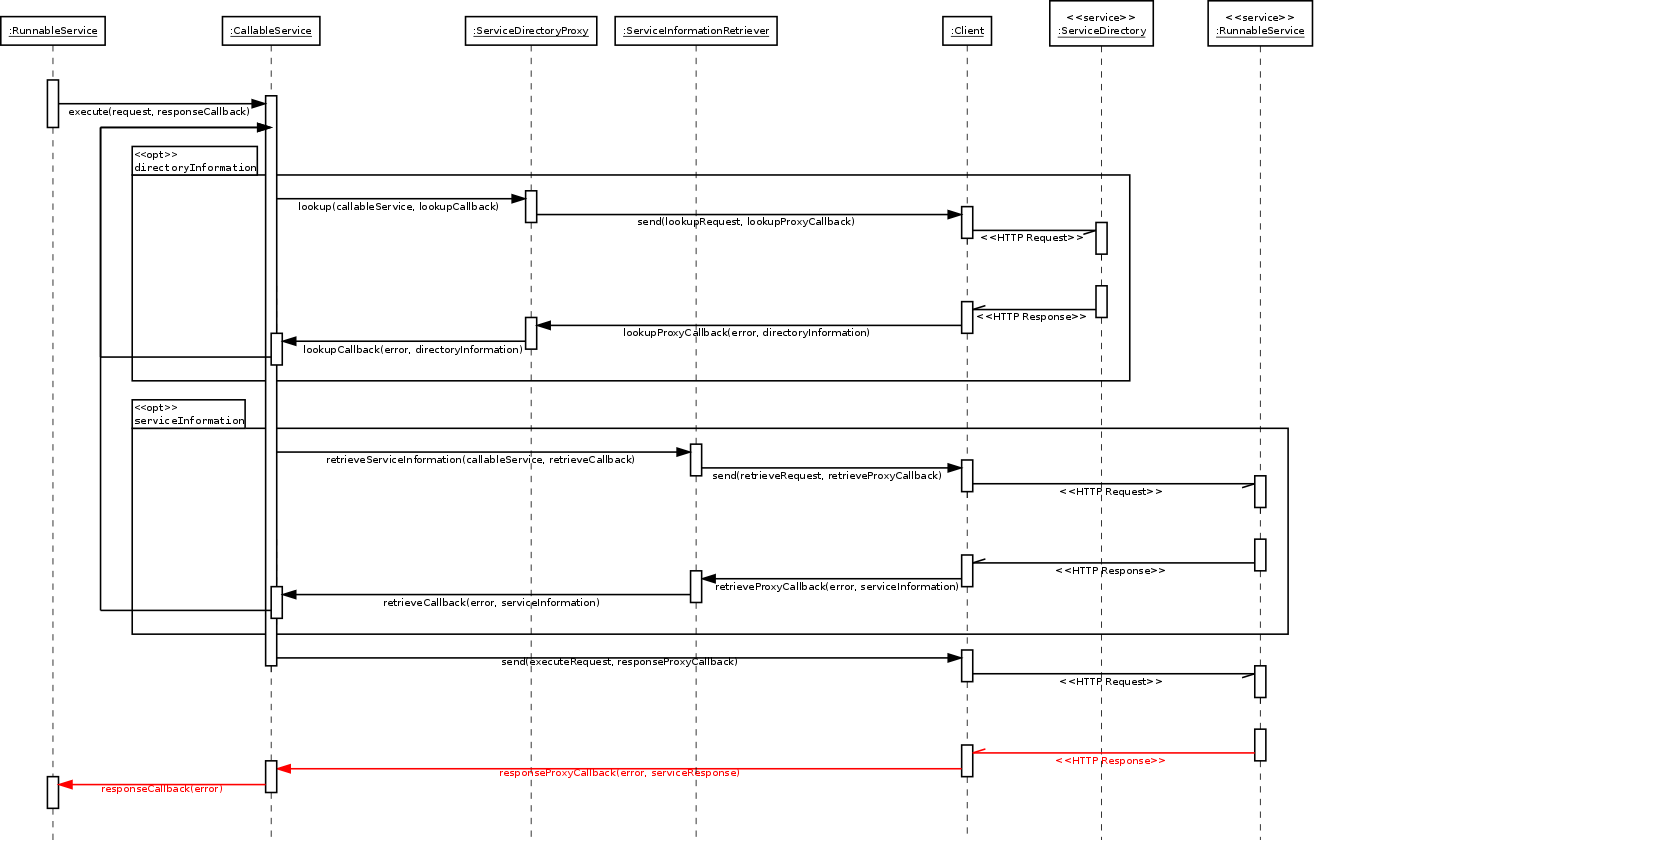 <<service>>
<<service>>
:RunnableService
:CallableService
:ServiceDirectoryProxy
:ServiceInformationRetriever
:Client
:ServiceDirectory
:RunnableService
execute(request, responseCallback)
<<opt>>
directoryInformation
lookup(callableService, lookupCallback)
send(lookupRequest, lookupProxyCallback)
<<HTTP Request>>
<<HTTP Response>>
lookupProxyCallback(error, directoryInformation)
lookupCallback(error, directoryInformation)
<<opt>>
serviceInformation
retrieveServiceInformation(callableService, retrieveCallback)
send(retrieveRequest, retrieveProxyCallback)
<<HTTP Request>>
<<HTTP Response>>
retrieveProxyCallback(error, serviceInformation)
retrieveCallback(error, serviceInformation)
send(executeRequest, responseProxyCallback)
<<HTTP Request>>
<<HTTP Response>>
responseProxyCallback(error, serviceResponse)
responseCallback(error)